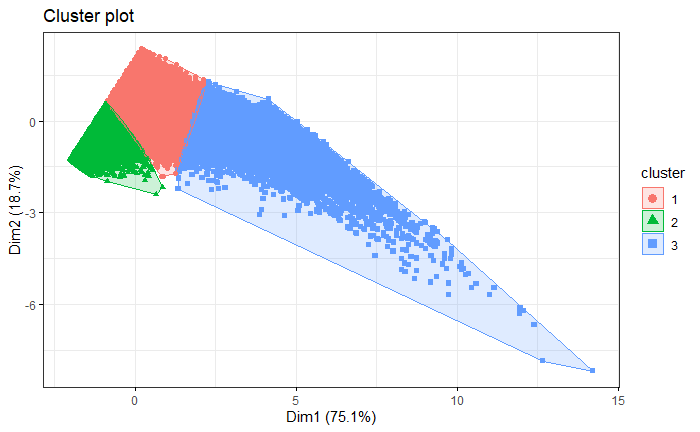 Cluster plot
0
-3
-6
Dim2 (18.7%)
0
5
10
15
Dim1 (75.1%)
cluster
1
2
3